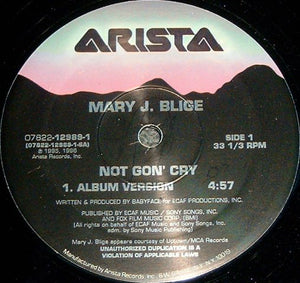 ARISTA
MARY J. BLIGE
07822-12989-1
(07822-12989-1-SA)
℗ 1995, 1996
Arista Records, Inc.
SIDE 1
33 1/3 RPM
NOT GON' CRY
1. ALBUM VERSION 4:57
WRITTEN & PRODUCED BY BABYFACE for ECAF PRODUCTIONS, INC.
PUBLISHED BY ECAF MUSIC / SONY SONGS, INC.
AND FOX FILM MUSIC CORP. (BMI)
(All rights on behalf of ECAF Music / Sony Songs, Inc.
adm. by Sony Music Publishing)
Mary J. Blige appears courtesy of Uptown/MCA Records
UNAUTHORIZED DUPLICATION IS A
VIOLATION OF APPLICABLE LAWS
Manufactured by Arista Records, Inc., 6 W. N.Y. 10019